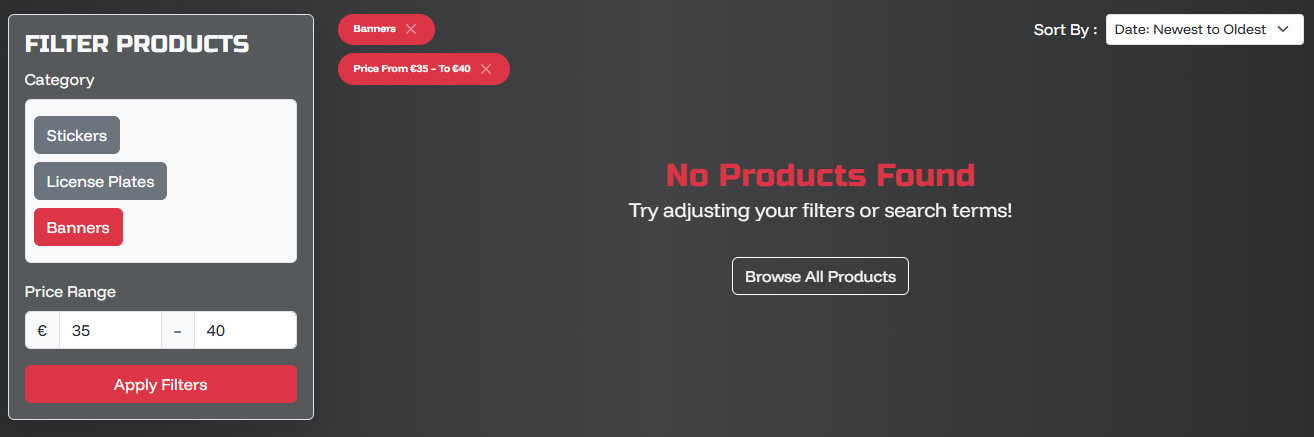 FILTER PRODUCTS
Category
Stickers
License Plates
Banners
Price Range
€ 35 - 40
Apply Filters
Banners
Price From €35 - To €40
Sort By :
Date: Newest to Oldest
No Products Found
Try adjusting your filters or search terms!
Browse All Products